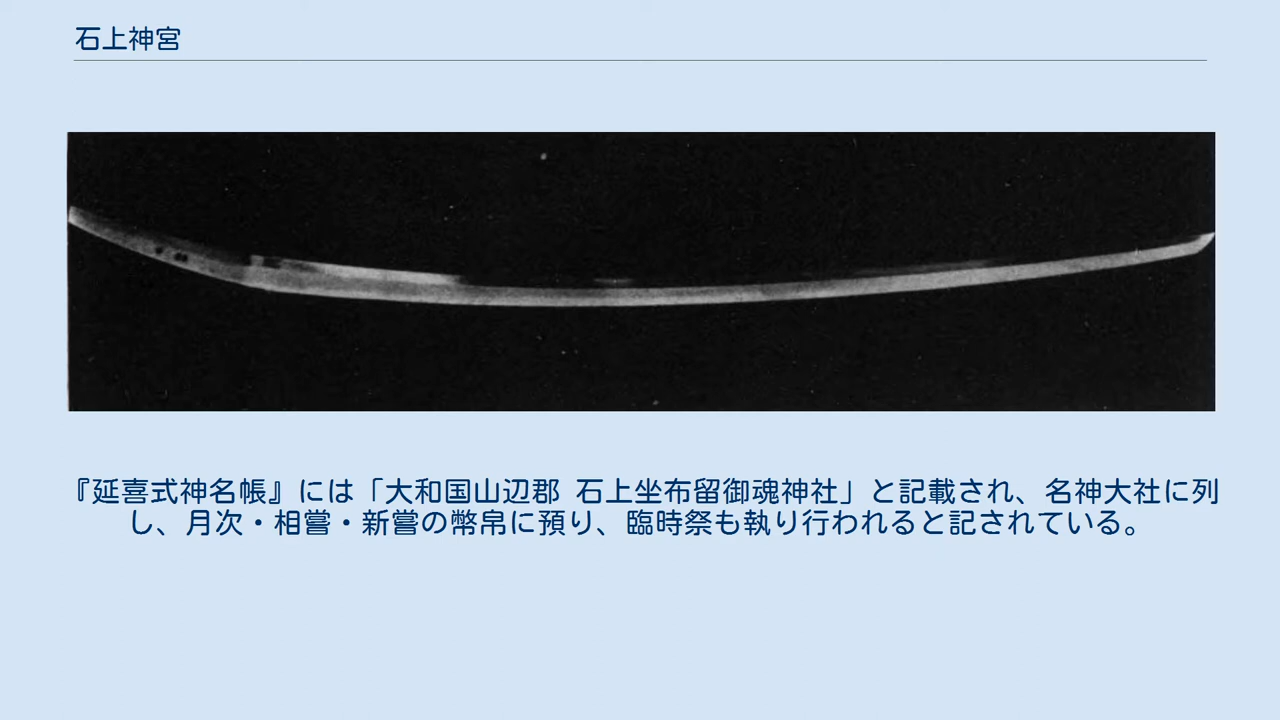 石上神宮
『延喜式神名帳』には「大和国山辺郡 石上坐布留御魂神社」と記載され、名神大社に列
し、月次・相嘗・新嘗の幣帛に預り、臨時祭も執り行われると記されている。